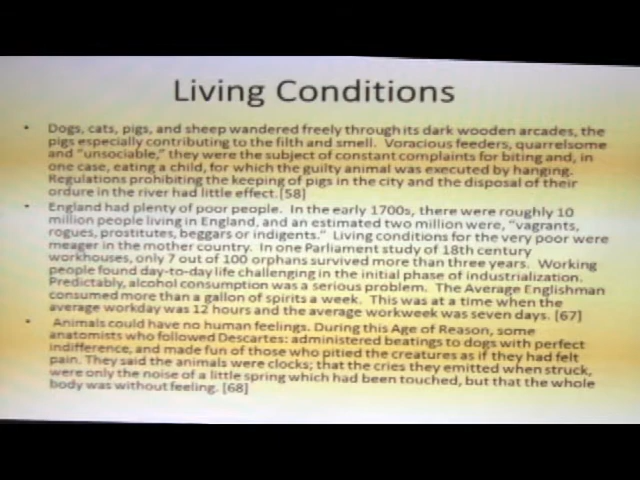 Living Conditions
• Dogs, cats, pigs, and sheep wandered freely through its dark wooden arcades, the
pigs especially contributing to the filth and smell. Voracious feeders, quarrelsome
and "unsociable," they were the subject of constant complaints for biting and, in
one case, eating a child, for which the guilty animal was executed by hanging.
Regulations prohibiting the keeping of pigs in the city and the disposal of their
ordure in the river had little effect.[58]
• England had plenty of poor people. In the early 1700s, there were roughly 10
million people living in England, and an estimated two million were, "vagrants,
rogues, prostitutes, beggars or indigents." Living conditions for the very poor were
meager in the mother country. In one Parliament study of 18th century
workhouses, only 7 out of 100 orphans survived more than three years. Working
people found day-to-day life challenging in the initial phase of industrialization.
Predictably, alcohol consumption was a serious problem. The Average Englishman
consumed more than a gallon of spirits a week. This was at a time when the
average workday was 12 hours and the average workweek was seven days. [67]
• Animals could have no human feelings. During this Age of Reason, some
anatomists who followed Descartes: administered beatings to dogs with perfect
indifference, and made fun of those who pitied the creatures as if they had felt
pain. They said the animals were clocks; that the cries they emitted when struck,
were only the noise of a little spring which had been touched, but that the whole
body was without feeling. [68]